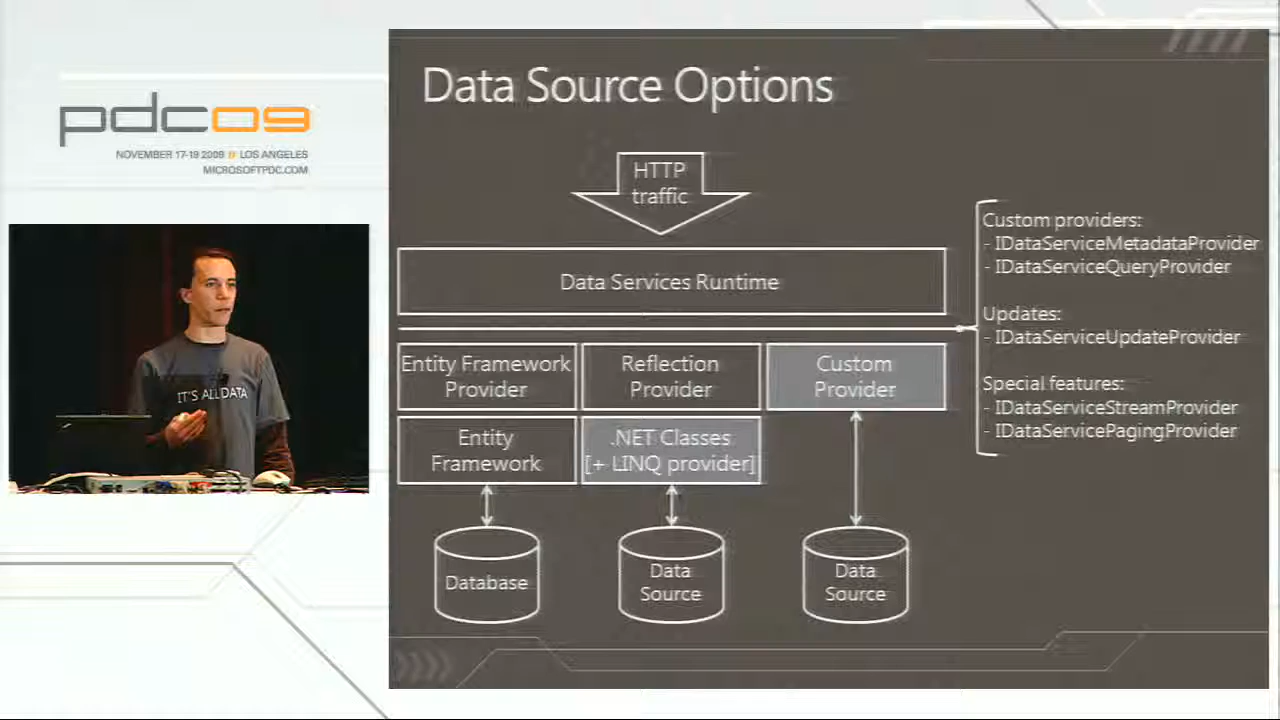 pdc09
NOVEMBER 17-19 2009 // LOS ANGELES
MICROSOFTPDC.COM
IT'S ALL DATA
Data Source Options
HTTP
traffic
Data Services Runtime
Entity Framework
Provider
Reflection
Provider
Custom
Provider
Entity
Framework
.NET Classes
[+ LINQ provider]
Database
Data
Source
Data
Source
Custom providers:
- IDataServiceMetadataProvider
- IDataServiceQueryProvider
Updates:
- IDataServiceUpdateProvider
Special features:
- IDataServiceStreamProvider
- IDataServicePagingProvider